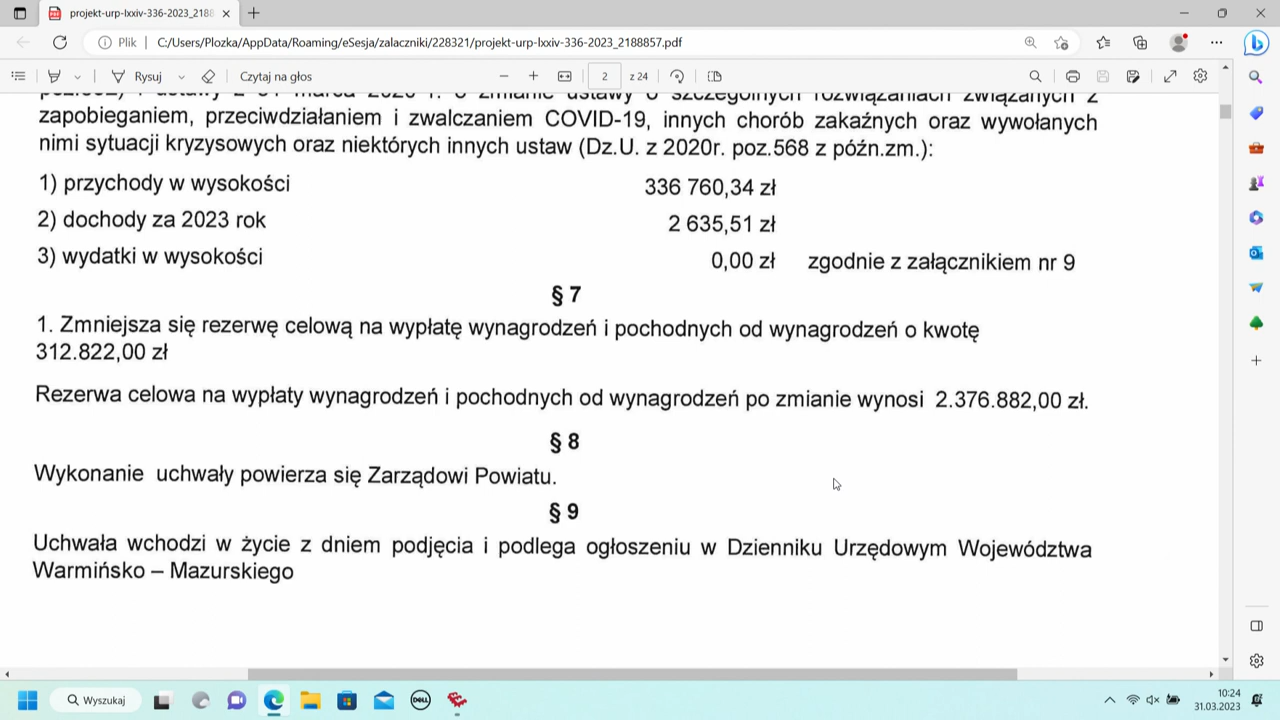 projekt-urp-lxxiv-336-2023_2188
Plik
C:/Users/Plozka/AppData/Roaming/eSesja/zalaczniki/228321/projekt-urp-lxxiv-336-2023_2188857.pdf
Rysuj
Czytaj na głos
2
z 24
zapobieganiem, przeciwdziałaniem i zwalczaniem COVID-19, innych chorób zakaźnych oraz wywołanych
nimi sytuacji kryzysowych oraz niektórych innych ustaw (Dz.U. z 2020r. poz.568 z późn.zm.):
1) przychody w wysokości 336 760,34 zł
2) dochody za 2023 rok 2 635,51 zł
3) wydatki w wysokości 0,00 zł zgodnie z załącznikiem nr 9
§ 7
1. Zmniejsza się rezerwę celową na wypłatę wynagrodzeń i pochodnych od wynagrodzeń o kwotę
312.822,00 zł
Rezerwa celowa na wypłaty wynagrodzeń i pochodnych od wynagrodzeń po zmianie wynosi 2.376.882,00 zł.
§ 8
Wykonanie uchwały powierza się Zarządowi Powiatu.
§ 9
Uchwała wchodzi w życie z dniem podjęcia i podlega ogłoszeniu w Dzienniku Urzędowym Województwa
Warmińsko – Mazurskiego
Wyszukaj
DELL
10:24
31.03.2023